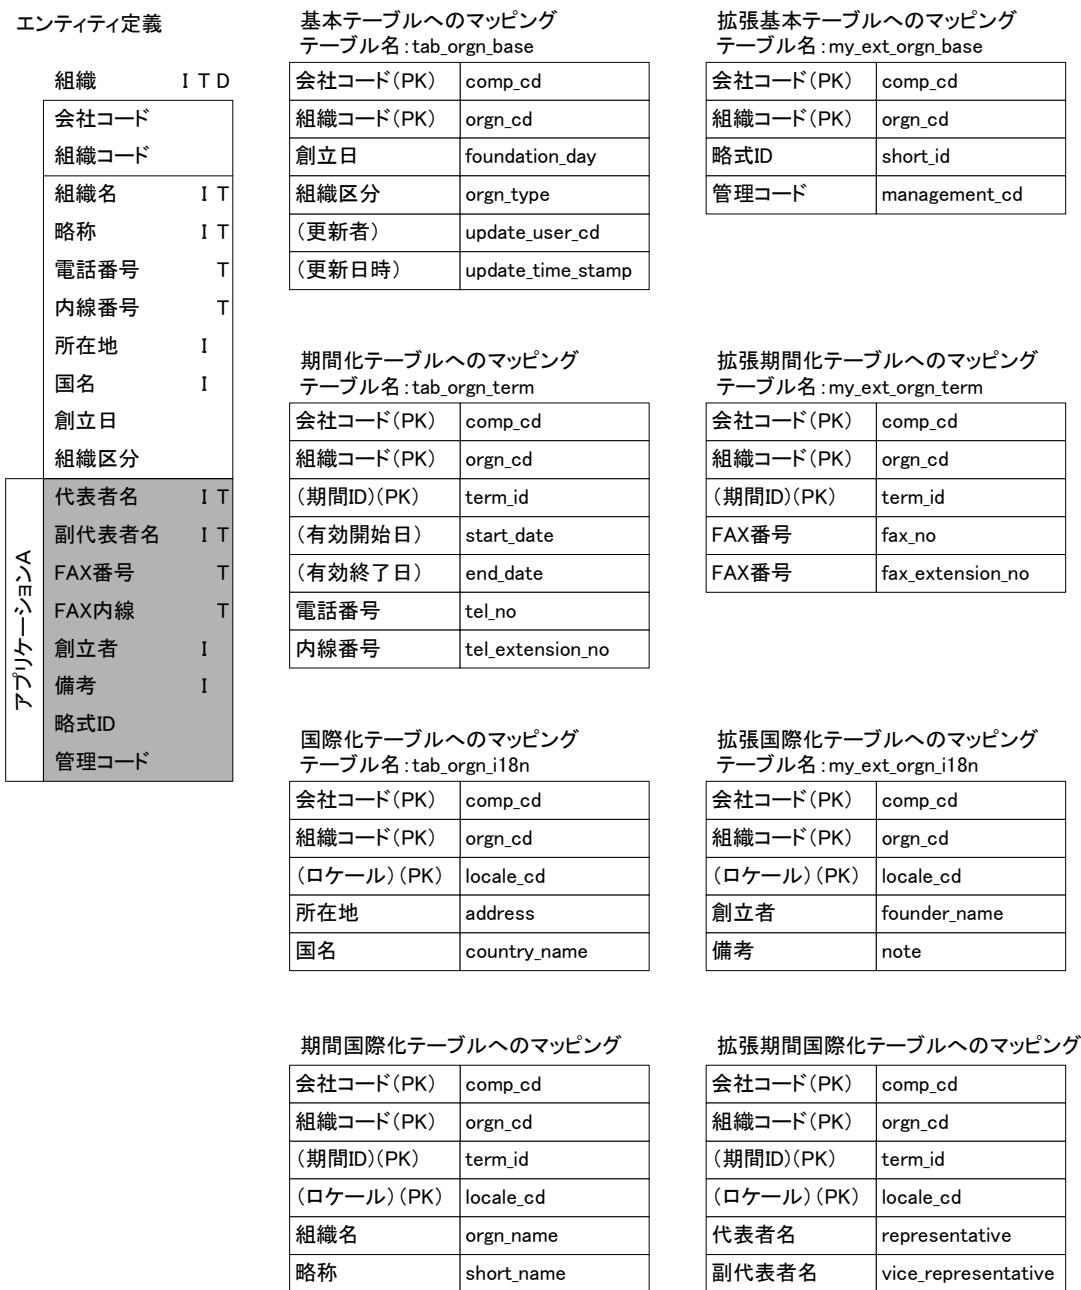 エンティティ定義
組織 I T D
会社コード
組織コード
組織名 I T
略称 I T
電話番号 T
内線番号 T
所在地 I
国名 I
創立日
組織区分
アプリケーションA
代表者名 I T
副代表者名 I T
FAX番号 T
FAX内線 T
創立者 I
備考 I
略式ID
管理コード
基本テーブルへのマッピング
テーブル名：tab_orgn_base
会社コード（PK） comp_cd
組織コード（PK） orgn_cd
創立日 foundation_day
組織区分 orgn_type
（更新者） update_user_cd
（更新日時） update_time_stamp
拡張基本テーブルへのマッピング
テーブル名：my_ext_orgn_base
会社コード（PK） comp_cd
組織コード（PK） orgn_cd
略式ID short_id
管理コード management_cd
期間化テーブルへのマッピング
テーブル名：tab_orgn_term
会社コード（PK） comp_cd
組織コード（PK） orgn_cd
（期間ID）（PK） term_id
（有効開始日） start_date
（有効終了日） end_date
電話番号 tel_no
内線番号 tel_extension_no
拡張期間化テーブルへのマッピング
テーブル名：my_ext_orgn_term
会社コード（PK） comp_cd
組織コード（PK） orgn_cd
（期間ID）（PK） term_id
FAX番号 fax_no
FAX番号 fax_extension_no
国際化テーブルへのマッピング
テーブル名：tab_orgn_i18n
会社コード（PK） comp_cd
組織コード（PK） orgn_cd
（ロケール）（PK） locale_cd
所在地 address
国名 country_name
拡張国際化テーブルへのマッピング
テーブル名：my_ext_orgn_i18n
会社コード（PK） comp_cd
組織コード（PK） orgn_cd
（ロケール）（PK） locale_cd
創立者 founder_name
備考 note
期間国際化テーブルへのマッピング
会社コード（PK） comp_cd
組織コード（PK） orgn_cd
（期間ID）（PK） term_id
（ロケール）（PK） locale_cd
組織名 orgn_name
略称 short_name
拡張期間国際化テーブルへのマッピング
会社コード（PK） comp_cd
組織コード（PK） orgn_cd
（期間ID）（PK） term_id
（ロケール）（PK） locale_cd
代表者名 representative
副代表者名 vice_representative